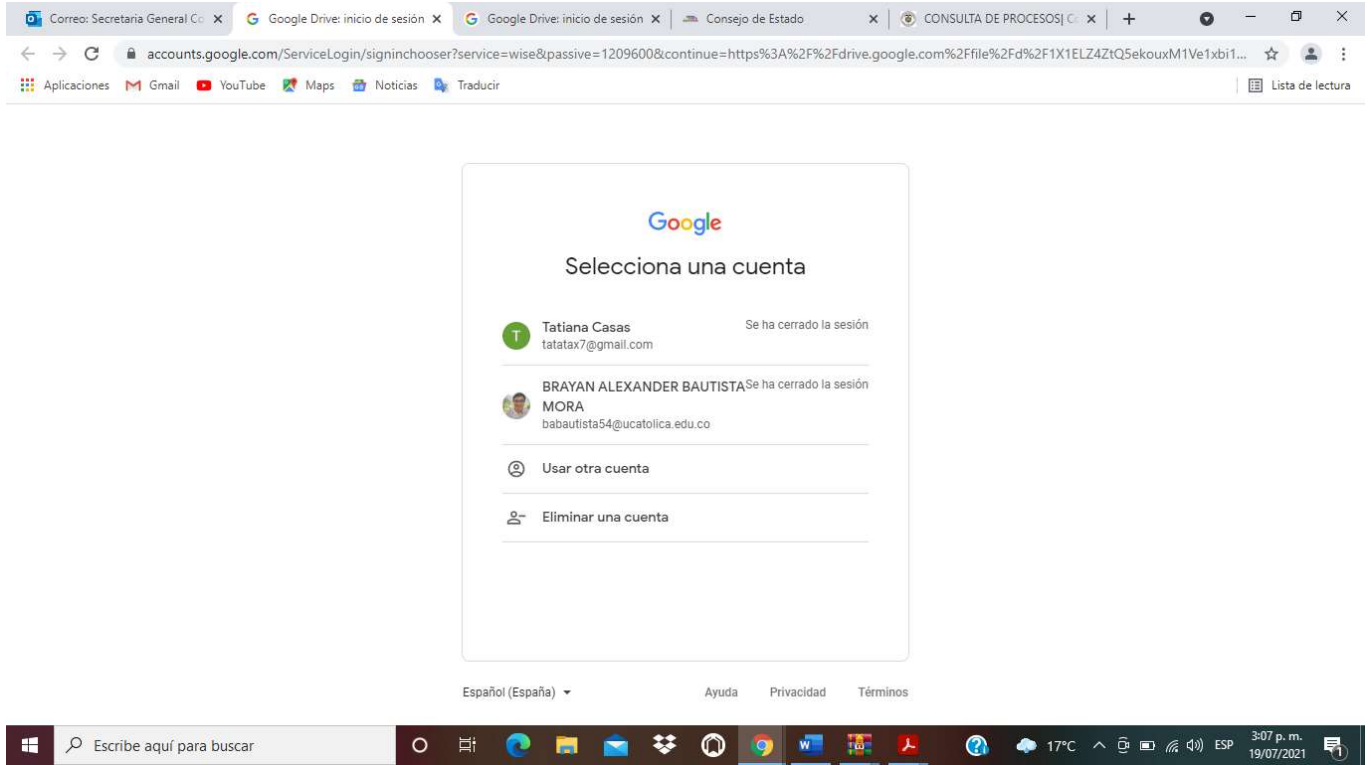 Correo: Secretaria General Co
Google Drive: inicio de sesión
Google Drive: inicio de sesión
Consejo de Estado
CONSULTA DE PROCESOS| C
accounts.google.com/ServiceLogin/signinchooser?service=wise&passive=1209600&continue=https%3A%2F%2Fdrive.google.com%2Ffile%2Fd%2F1X1ELZ4ZtQ5ekouxM1Ve1xbi1...
Aplicaciones
Gmail
YouTube
Maps
Noticias
Traducir
Lista de lectura
Google
Selecciona una cuenta
T
Tatiana Casas
Se ha cerrado la sesión
tatatax7@gmail.com
BRAYAN ALEXANDER BAUTISTA
Se ha cerrado la sesión
MORA
babautista54@ucatolica.edu.co
Usar otra cuenta
Eliminar una cuenta
Español (España)
Ayuda
Privacidad
Términos
Escribe aquí para buscar
17°C
ESP
3:07 p. m.
19/07/2021
1